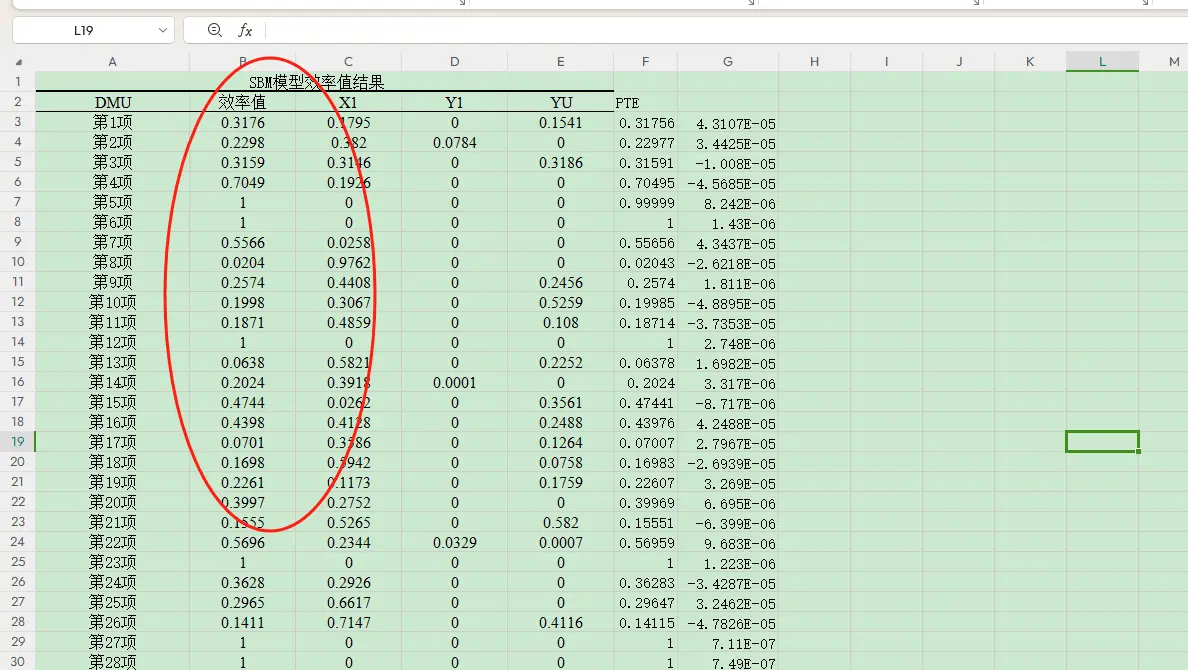 L19 fx
A B C D E F G H I J K L M
1 SBM模型效率值结果
2 DMU 效率值 X1 Y1 YU PTE
3 第1项 0.3176 0.1795 0 0.1541 0.31756 4.3107E-05
4 第2项 0.2298 0.382 0.0784 0 0.22977 3.4425E-05
5 第3项 0.3159 0.3146 0 0.3186 0.31591 -1.008E-05
6 第4项 0.7049 0.1926 0 0 0.70495 -4.5685E-05
7 第5项 1 0 0 0 0.99999 8.242E-06
8 第6项 1 0 0 0 1 1.43E-06
9 第7项 0.5566 0.0258 0 0 0.55656 4.3437E-05
10 第8项 0.0204 0.9762 0 0 0.02043 -2.6218E-05
11 第9项 0.2574 0.4408 0 0.2456 0.2574 1.811E-06
12 第10项 0.1998 0.3067 0 0.5259 0.19985 -4.8895E-05
13 第11项 0.1871 0.4859 0 0.108 0.18714 -3.7353E-05
14 第12项 1 0 0 0 1 2.748E-06
15 第13项 0.0638 0.5821 0 0.2252 0.06378 1.6982E-05
16 第14项 0.2024 0.3918 0.0001 0 0.2024 3.317E-06
17 第15项 0.4744 0.0262 0 0.3561 0.47441 -8.717E-06
18 第16项 0.4398 0.4128 0 0.2488 0.43976 4.2488E-05
19 第17项 0.0701 0.3586 0 0.1264 0.07007 2.7967E-05
20 第18项 0.1698 0.5942 0 0.0758 0.16983 -2.6939E-05
21 第19项 0.2261 0.1173 0 0.1759 0.22607 3.269E-05
22 第20项 0.3997 0.2752 0 0 0.39969 6.695E-06
23 第21项 0.1555 0.5265 0 0.582 0.15551 -6.399E-06
24 第22项 0.5696 0.2344 0.0329 0.0007 0.56959 9.683E-06
25 第23项 1 0 0 0 1 1.223E-06
26 第24项 0.3628 0.2926 0 0 0.36283 -3.4287E-05
27 第25项 0.2965 0.6617 0 0 0.29647 3.2462E-05
28 第26项 0.1411 0.7147 0 0.4116 0.14115 -4.7826E-05
29 第27项 1 0 0 0 1 7.11E-07
30 第28项 1 0 0 0 1 7.49E-07